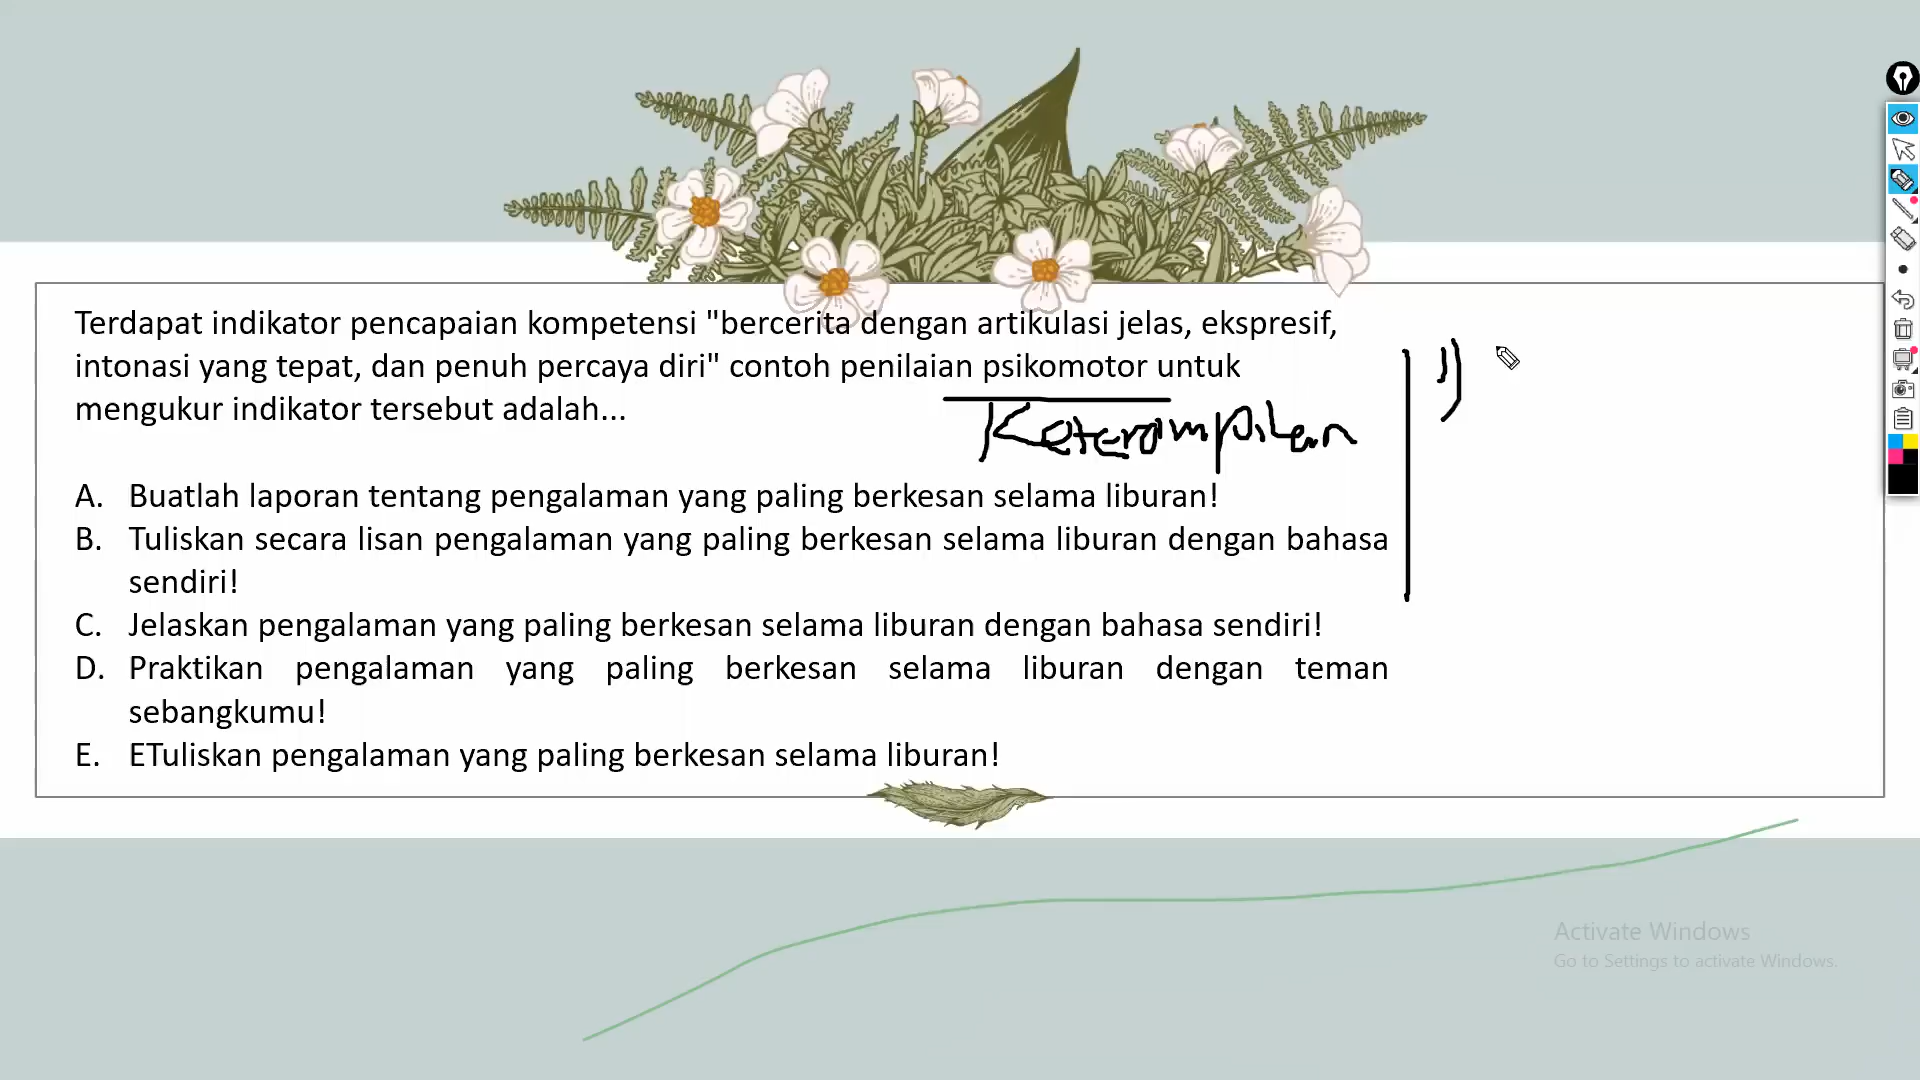 Terdapat indikator pencapaian kompetensi "bercerita dengan artikulasi jelas, ekspresif,
intonasi yang tepat, dan penuh percaya diri" contoh penilaian psikomotor untuk
mengukur indikator tersebut adalah...
Keterampilan
1)
A. Buatlah laporan tentang pengalaman yang paling berkesan selama liburan!
B. Tuliskan secara lisan pengalaman yang paling berkesan selama liburan dengan bahasa
sendiri!
C. Jelaskan pengalaman yang paling berkesan selama liburan dengan bahasa sendiri!
D. Praktikan pengalaman yang paling berkesan selama liburan dengan teman
sebangkumu!
E. ETuliskan pengalaman yang paling berkesan selama liburan!
Activate Windows
Go to Settings to activate Windows.